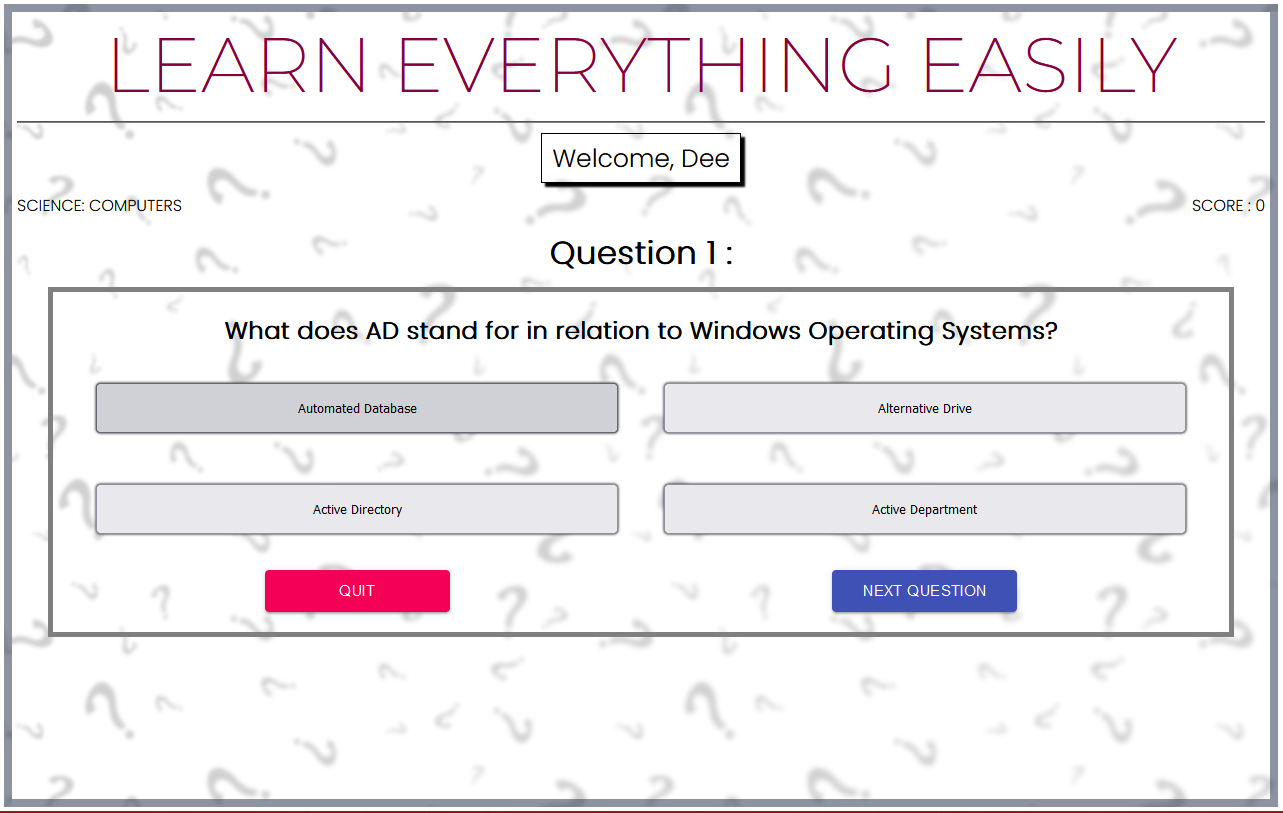 LEARN EVERYTHING EASILY
Welcome, Dee
SCIENCE: COMPUTERS
SCORE : 0
Question 1 :
What does AD stand for in relation to Windows Operating Systems?
Automated Database
Alternative Drive
Active Directory
Active Department
QUIT
NEXT QUESTION